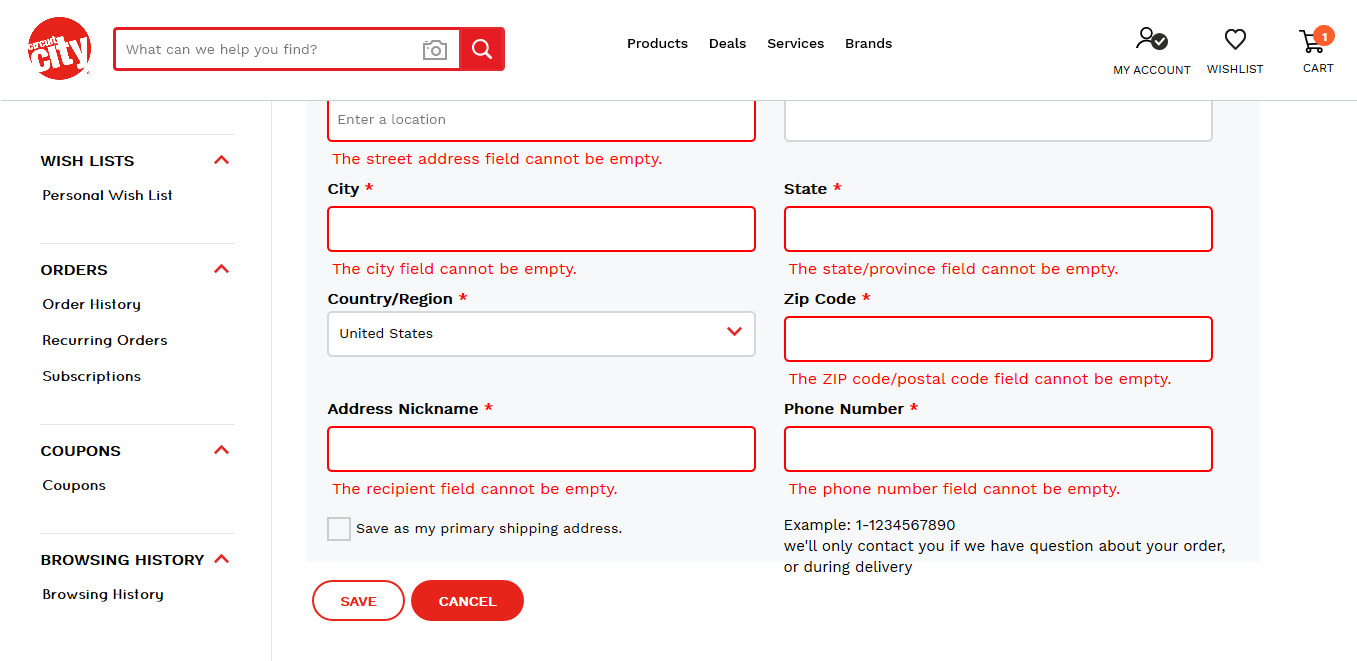 circuit city
What can we help you find?
Products Deals Services Brands
MY ACCOUNT
WISHLIST
1
CART
WISH LISTS
Personal Wish List
ORDERS
Order History
Recurring Orders
Subscriptions
COUPONS
Coupons
BROWSING HISTORY
Browsing History
Enter a location
The street address field cannot be empty.
City *
State *
The city field cannot be empty.
The state/province field cannot be empty.
Country/Region *
Zip Code *
United States
The ZIP code/postal code field cannot be empty.
Address Nickname *
Phone Number *
The recipient field cannot be empty.
The phone number field cannot be empty.
Save as my primary shipping address.
Example: 1-1234567890
we'll only contact you if we have question about your order,
or during delivery
SAVE
CANCEL